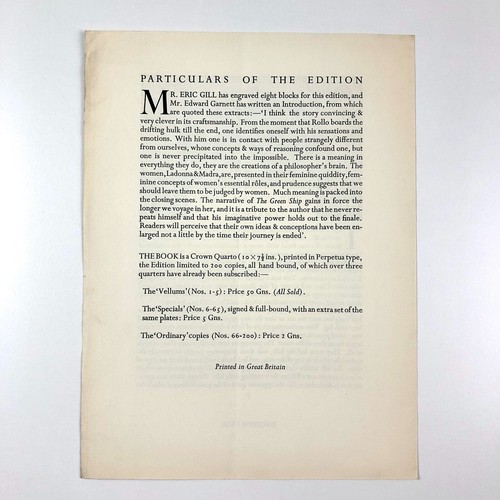 PARTICULARS OF THE EDITION
MR. ERIC GILL has engraved eight blocks for this edition, and
Mr. Edward Garnett has written an Introduction, from which
are quoted these extracts:—‘I think the story convincing &
very clever in its craftsmanship. From the moment that Rollo boards the
drifting hulk till the end, one identifies oneself with his sensations and
emotions. With him one is in contact with people strangely different
from ourselves, whose concepts & ways of reasoning confound one, but
one is never precipitated into the impossible. There is a meaning in
everything they do, they are the creations of a philosopher's brain. The
women, Ladonna & Madra, are, presented in their feminine quiddity, fem-
inine concepts of women's essential rôles, and prudence suggests that we
should leave them to be judged by women. Much meaning is packed into
the closing scenes. The narrative of The Green Ship gains in force the
longer we voyage in her, and it is a tribute to the author that he never re-
peats himself and that his imaginative power holds out to the finale.
Readers will perceive that their own ideas & conceptions have been en-
larged not a little by the time their journey is ended’.
THE BOOK is a Crown Quarto (10 × 7½ ins.), printed in Perpetua type,
the Edition limited to 200 copies, all hand bound, of which over three
quarters have already been subscribed:—
The ‘Vellums’ (Nos. 1-5): Price 50 Gns. (All Sold).
The ‘Specials’ (Nos. 6-65), signed & full-bound, with an extra set of the
same plates: Price 5 Gns.
The ‘Ordinary’ copies (Nos. 66-200): Price 2 Gns.
Printed in Great Britain